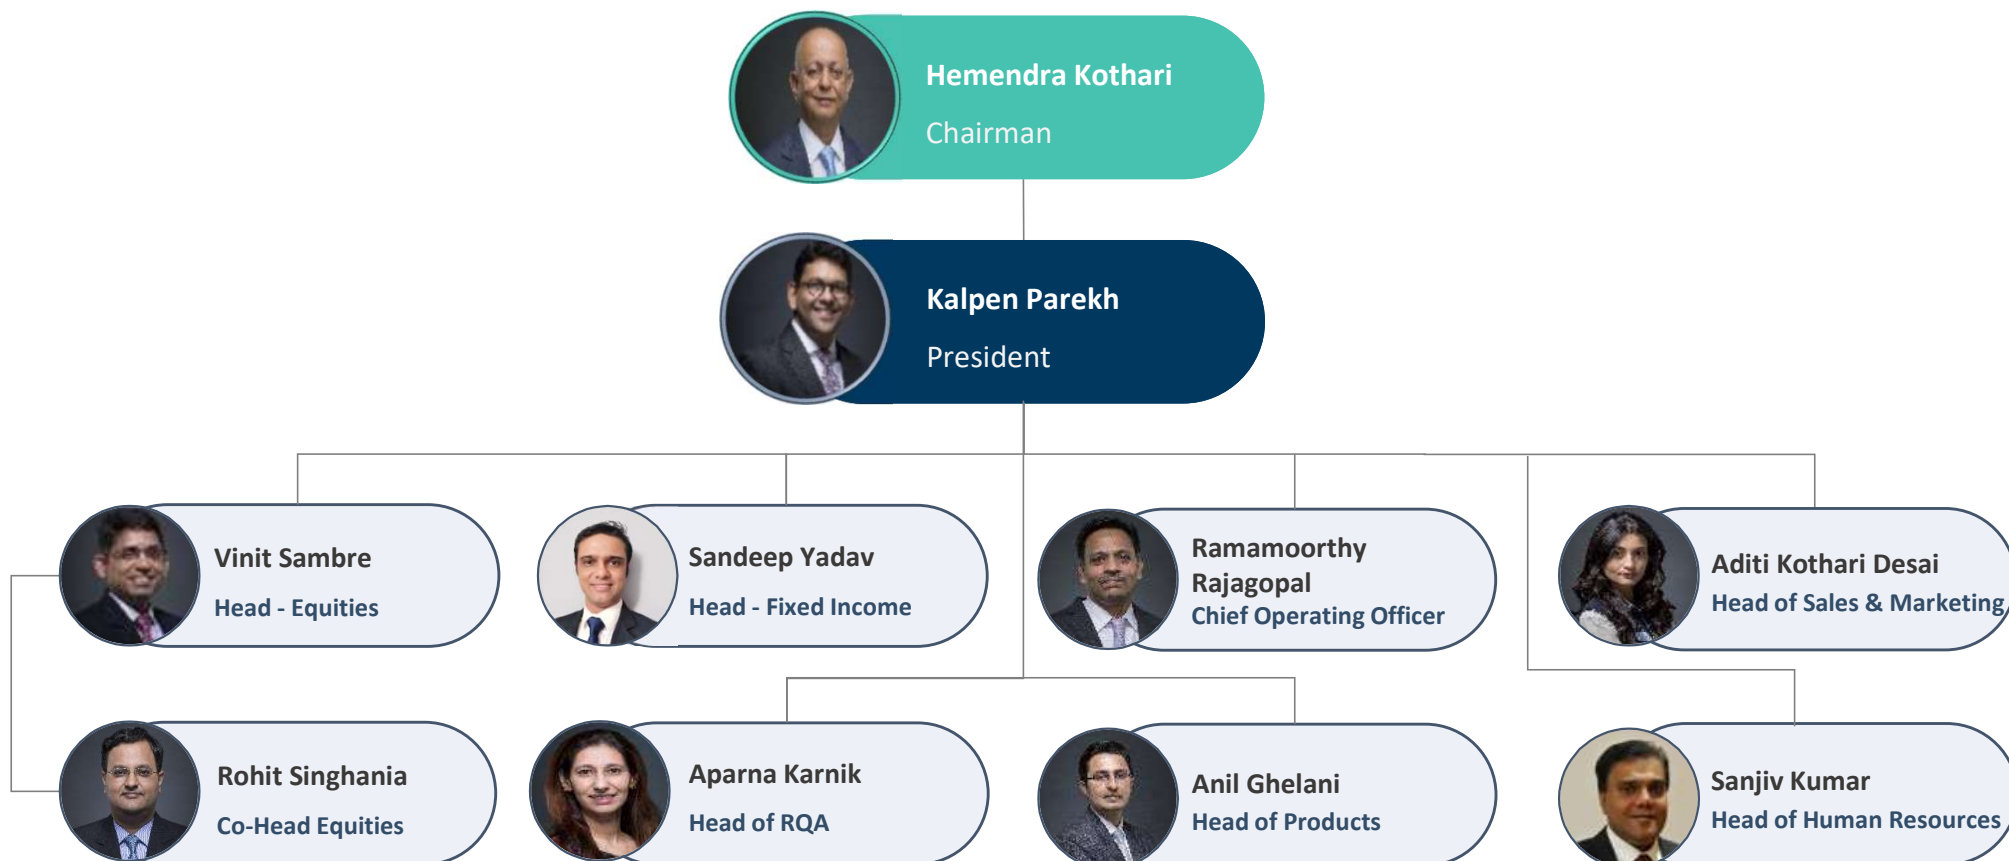 Hemendra Kothari
Chairman
Kalpen Parekh
President
Vinit Sambre
Head - Equities
Sandeep Yadav
Head - Fixed Income
Ramamoorthy
Rajagopal
Chief Operating Officer
Aditi Kothari Desai
Head of Sales & Marketing
Rohit Singhania
Co-Head Equities
Aparna Karnik
Head of RQA
Anil Ghelani
Head of Products
Sanjiv Kumar
Head of Human Resources